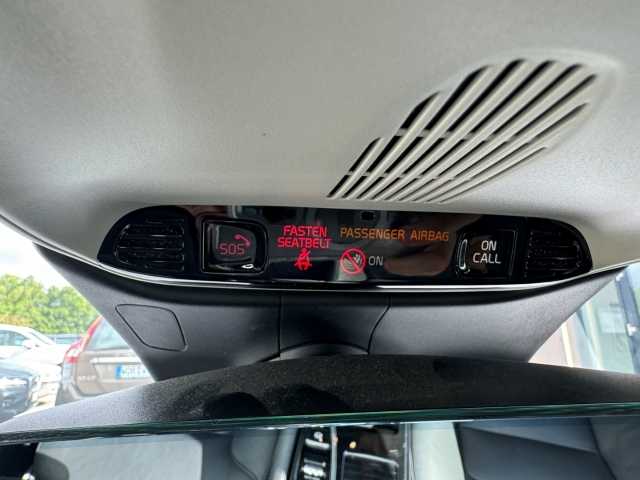 SOS
FASTEN
SEATBELT
PASSENGER AIRBAG
ON
ON
CALL